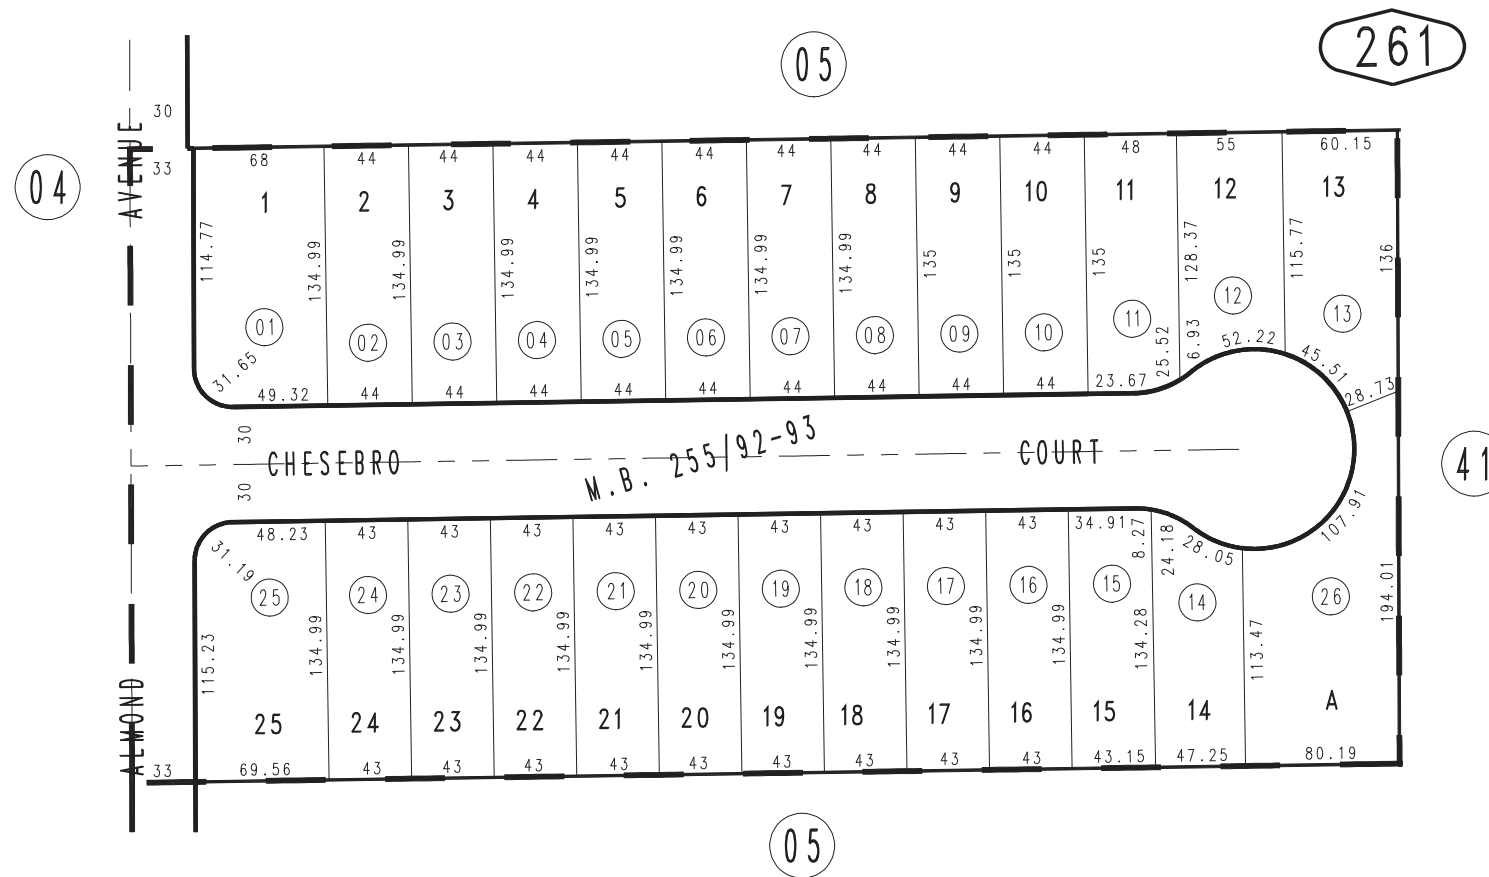 261
05
30
AVENUE
33
04
68 44 44 44 44 44 44 44 44 44 48 55 60.15
1 2 3 4 5 6 7 8 9 10 11 12 13
114.77 134.99 134.99 134.99 134.99 134.99 134.99 134.99 135 135 135 128.37 115.77 136
01 02 03 04 05 06 07 08 09 10 11 12 13
31.65 25.52 6.93 52.22 45.51 28.73
49.32 44 44 44 44 44 44 44 44 44 23.67
30
CHESEBRO
M.B. 255/92-93
COURT
41
30
48.23 43 43 43 43 43 43 43 43 43 34.91 8.27 24.18 28.05 107.91
31.19
25 24 23 22 21 20 19 18 17 16 15 14 26
115.23 134.99 134.99 134.99 134.99 134.99 134.99 134.99 134.99 134.99 134.28 113.47 194.01
ALMOND
25 24 23 22 21 20 19 18 17 16 15 14 A
33
69.56 43 43 43 43 43 43 43 43 43 43.15 47.25 80.19
05